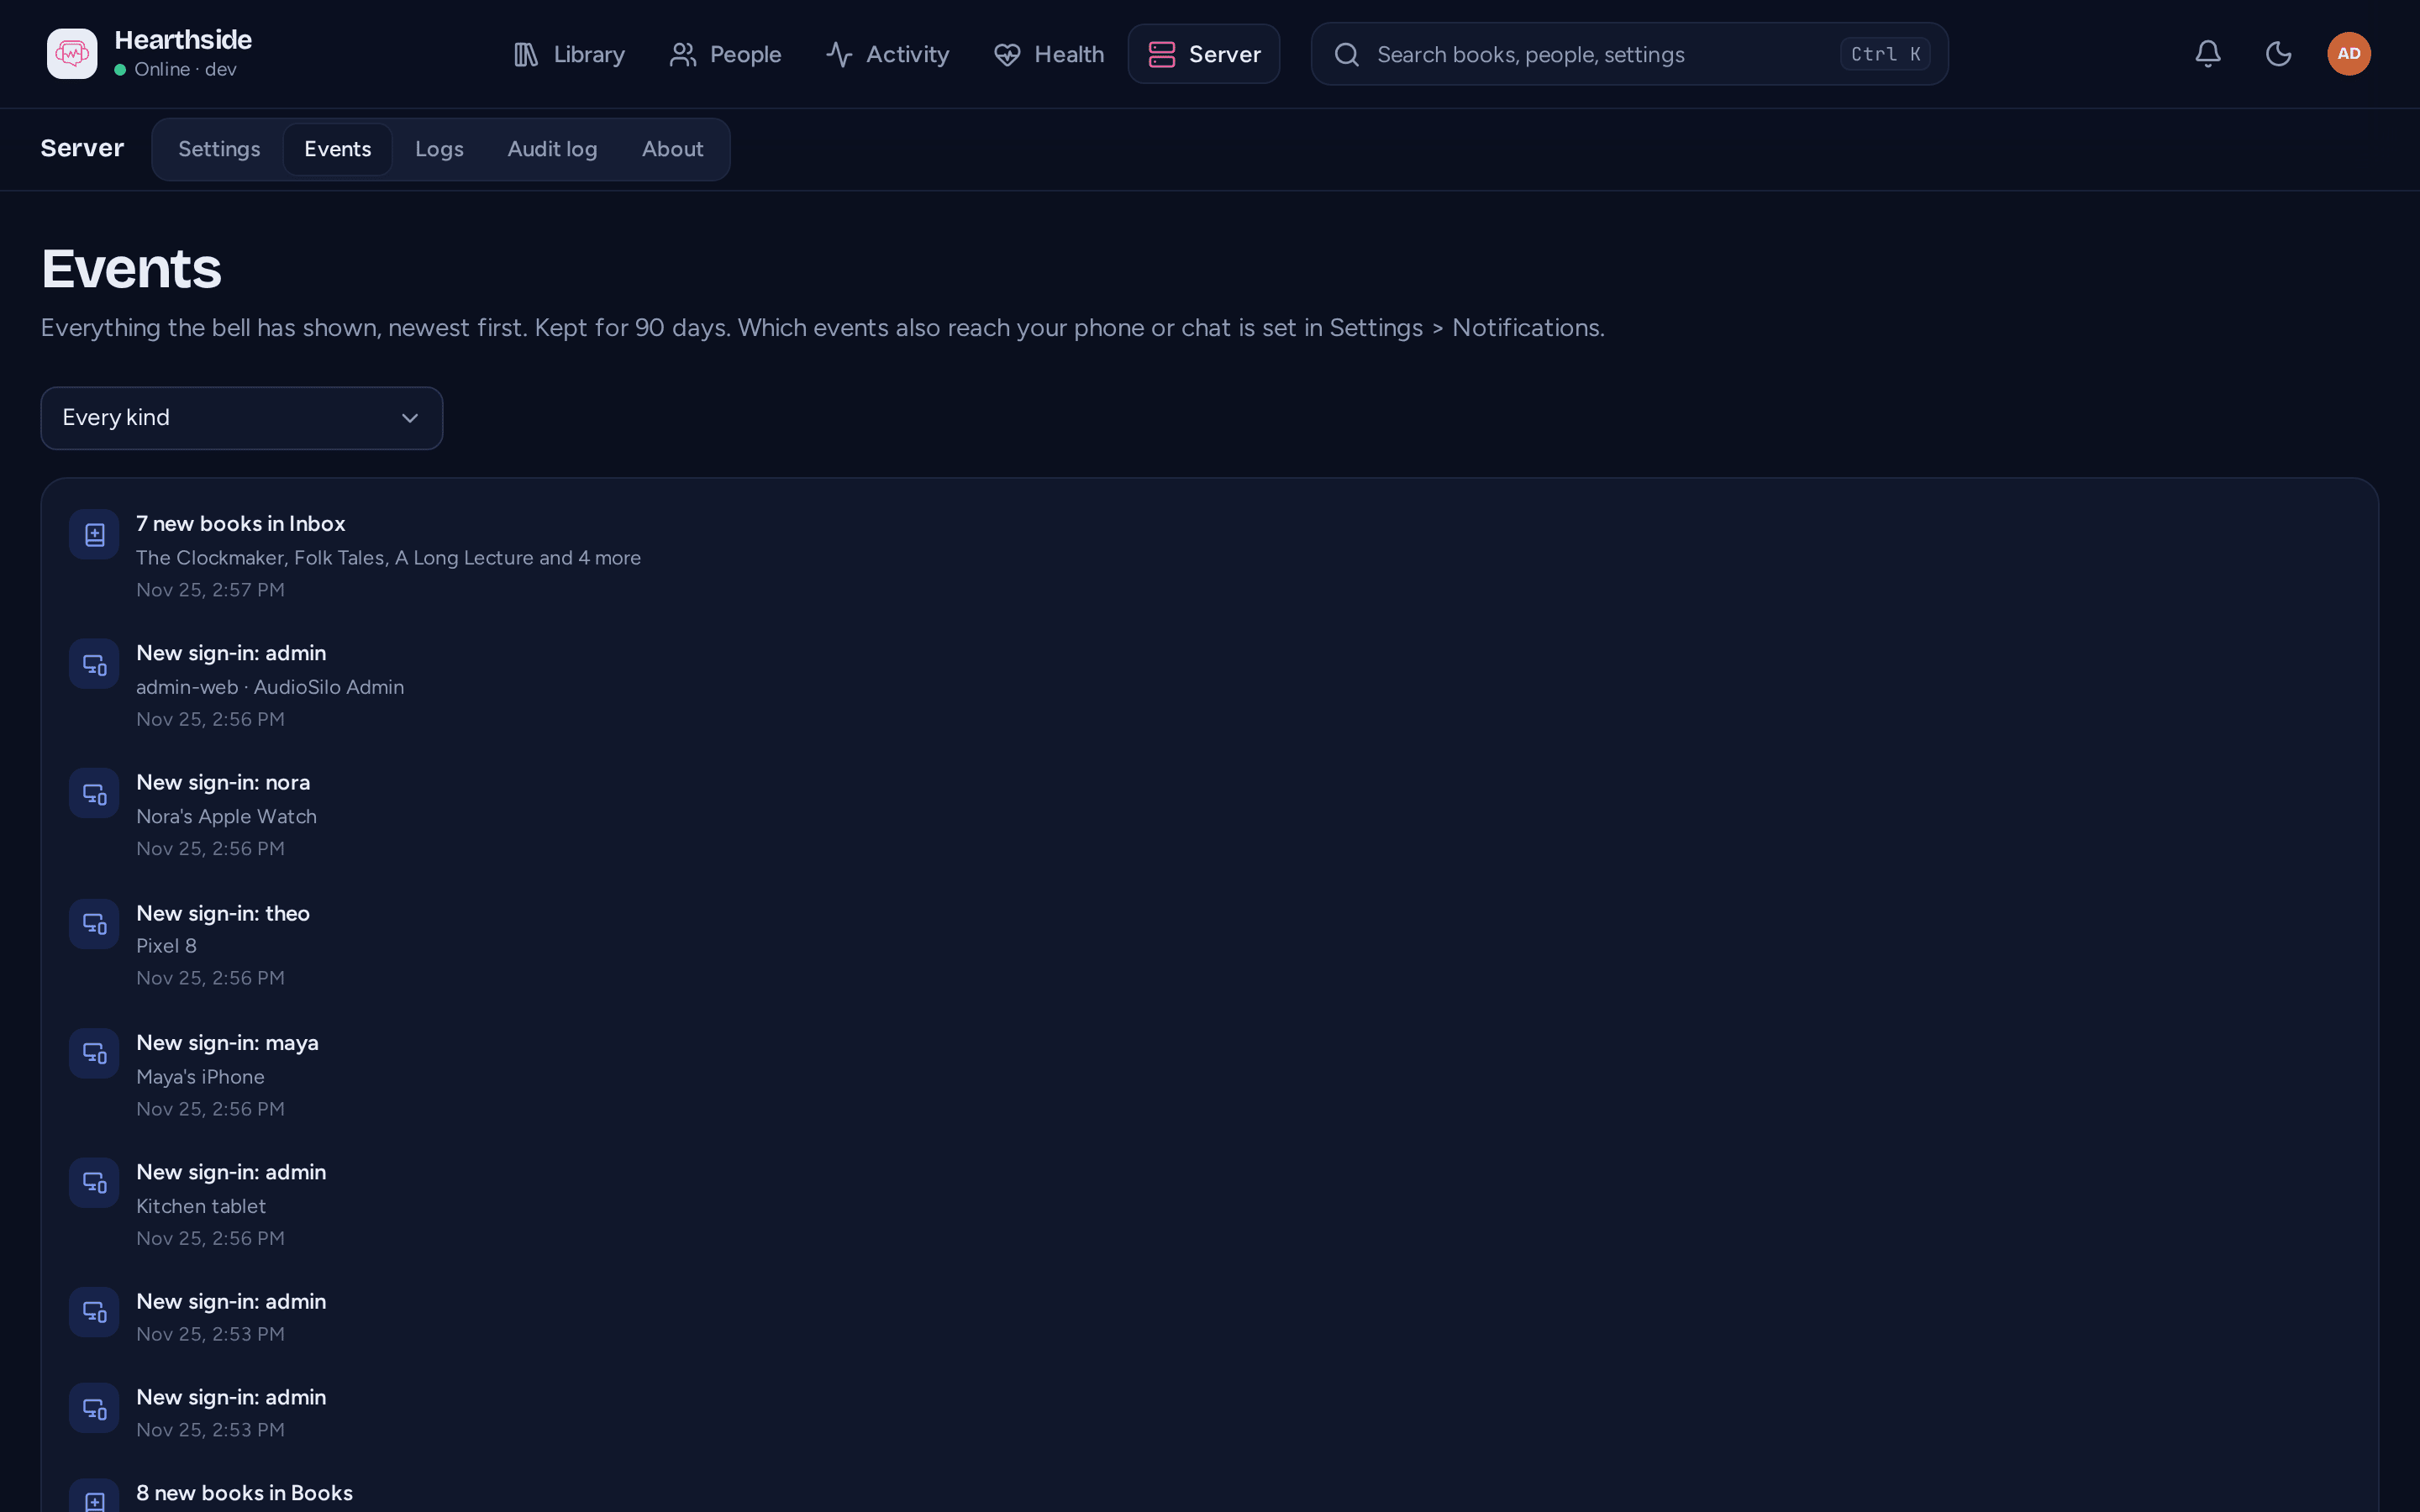 Hearthside
Online · dev
Library
People
Activity
Health
Server
Search books, people, settings
Ctrl K
AD
Server
Settings
Events
Logs
Audit log
About
Events
Everything the bell has shown, newest first. Kept for 90 days. Which events also reach your phone or chat is set in Settings > Notifications.
Every kind
7 new books in Inbox
The Clockmaker, Folk Tales, A Long Lecture and 4 more
Nov 25, 2:57 PM
New sign-in: admin
admin-web · AudioSilo Admin
Nov 25, 2:56 PM
New sign-in: nora
Nora's Apple Watch
Nov 25, 2:56 PM
New sign-in: theo
Pixel 8
Nov 25, 2:56 PM
New sign-in: maya
Maya's iPhone
Nov 25, 2:56 PM
New sign-in: admin
Kitchen tablet
Nov 25, 2:56 PM
New sign-in: admin
Nov 25, 2:53 PM
New sign-in: admin
Nov 25, 2:53 PM
8 new books in Books